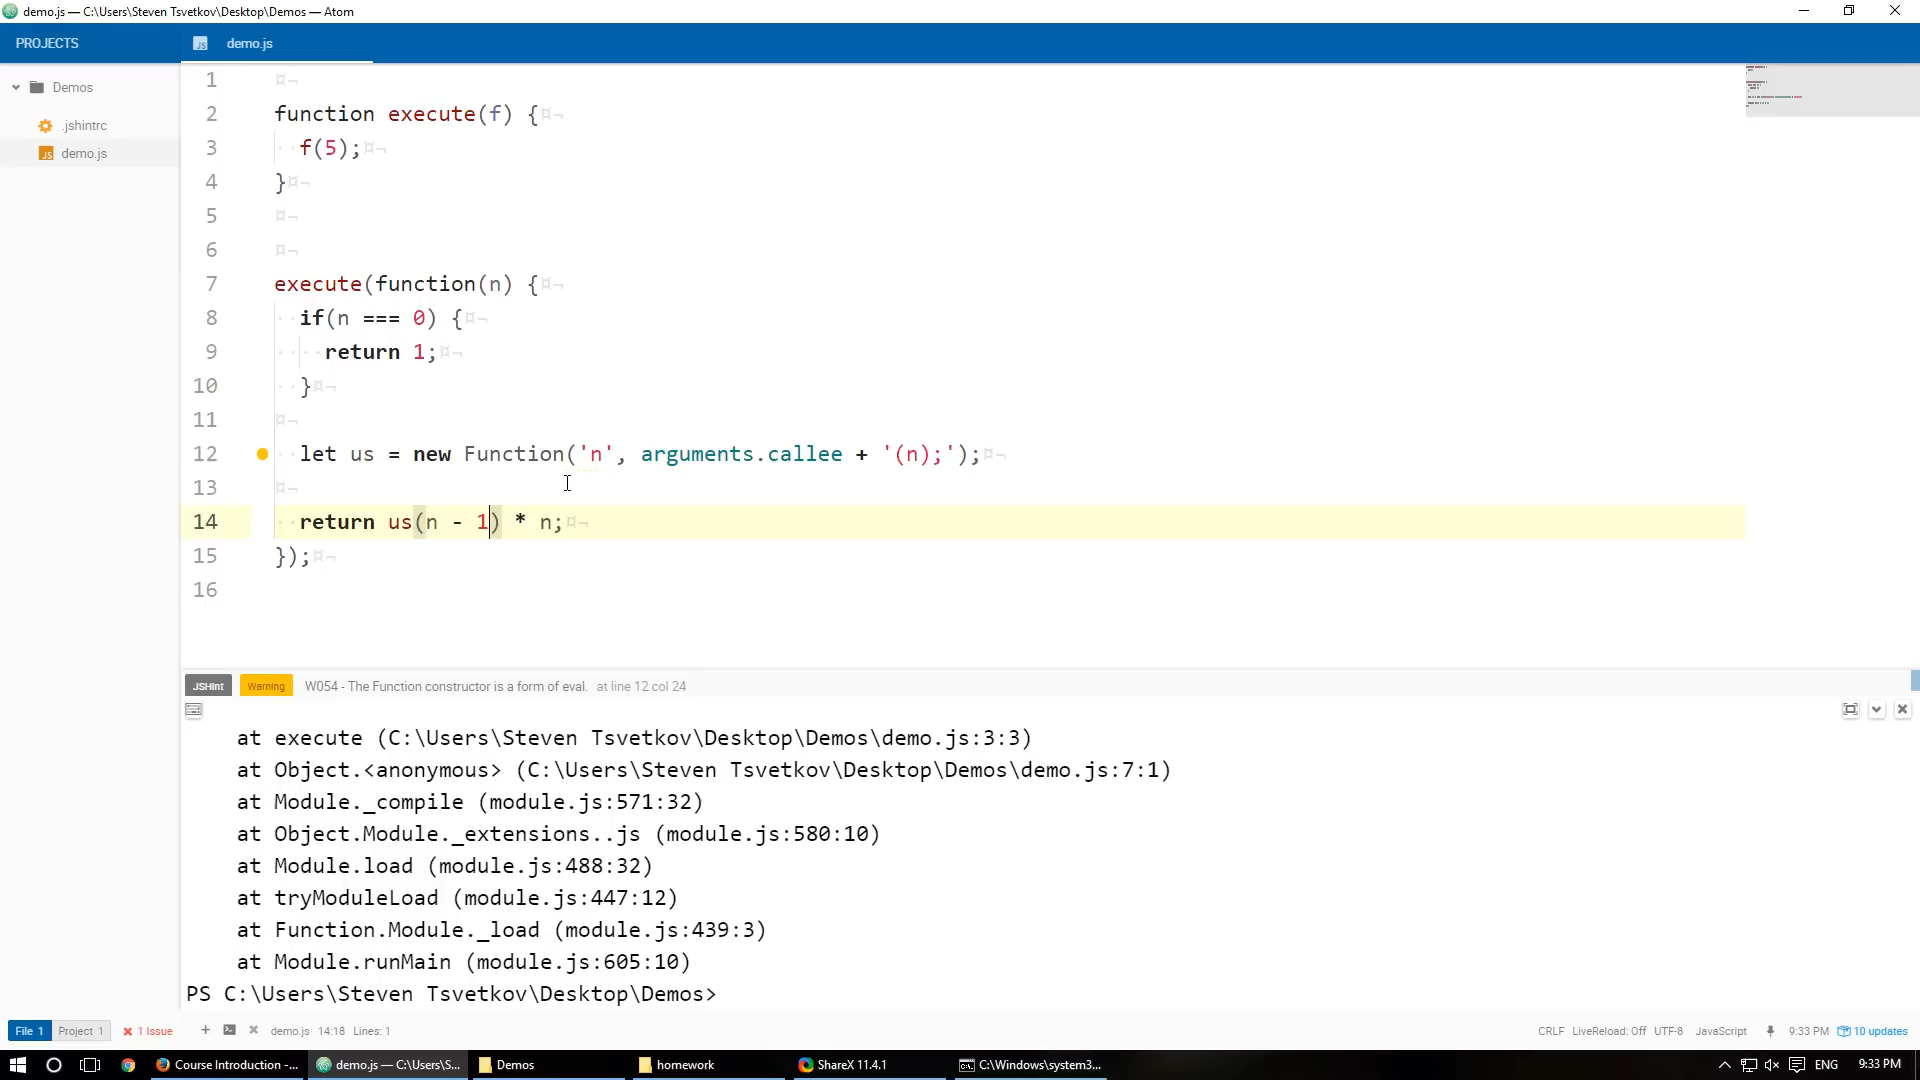 demo.js — C:\Users\Steven Tsvetkov\Desktop\Demos — Atom
PROJECTS
demo.js
Demos
.jshintrc
demo.js
1 ¤¬
2 function execute(f) {¤¬
3 ··f(5);¤¬
4 }¤¬
5 ¤¬
6 ¤¬
7 execute(function(n) {¤¬
8 ··if(n === 0) {¤¬
9 ····return 1;¤¬
10 ··}¤¬
11 ¤¬
12 ··let us = new Function('n', arguments.callee + '(n);');¤¬
13 ¤¬
14 ··return us(n - 1) * n;¤¬
15 });¤¬
16
JSHint Warning W054 - The Function constructor is a form of eval. at line 12 col 24
at execute (C:\Users\Steven Tsvetkov\Desktop\Demos\demo.js:3:3)
at Object.<anonymous> (C:\Users\Steven Tsvetkov\Desktop\Demos\demo.js:7:1)
at Module._compile (module.js:571:32)
at Object.Module._extensions..js (module.js:580:10)
at Module.load (module.js:488:32)
at tryModuleLoad (module.js:447:12)
at Function.Module._load (module.js:439:3)
at Module.runMain (module.js:605:10)
PS C:\Users\Steven Tsvetkov\Desktop\Demos>
File 1 Project 1 1 Issue demo.js 14:18 Lines: 1 CRLF LiveReload: Off UTF-8 JavaScript 9:33 PM 10 updates
Course Introduction -... demo.js — C:\Users\S... Demos homework ShareX 11.4.1 C:\Windows\system3... ENG 9:33 PM